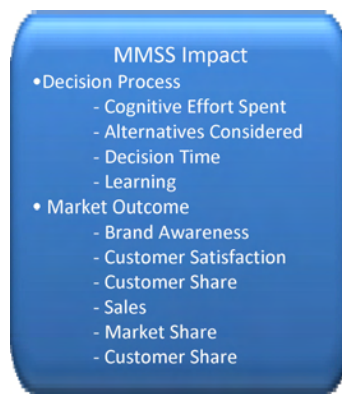 MMSS Impact
•Decision Process
- Cognitive Effort Spent
- Alternatives Considered
- Decision Time
- Learning
• Market Outcome
- Brand Awareness
- Customer Satisfaction
- Customer Share
- Sales
- Market Share
- Customer Share